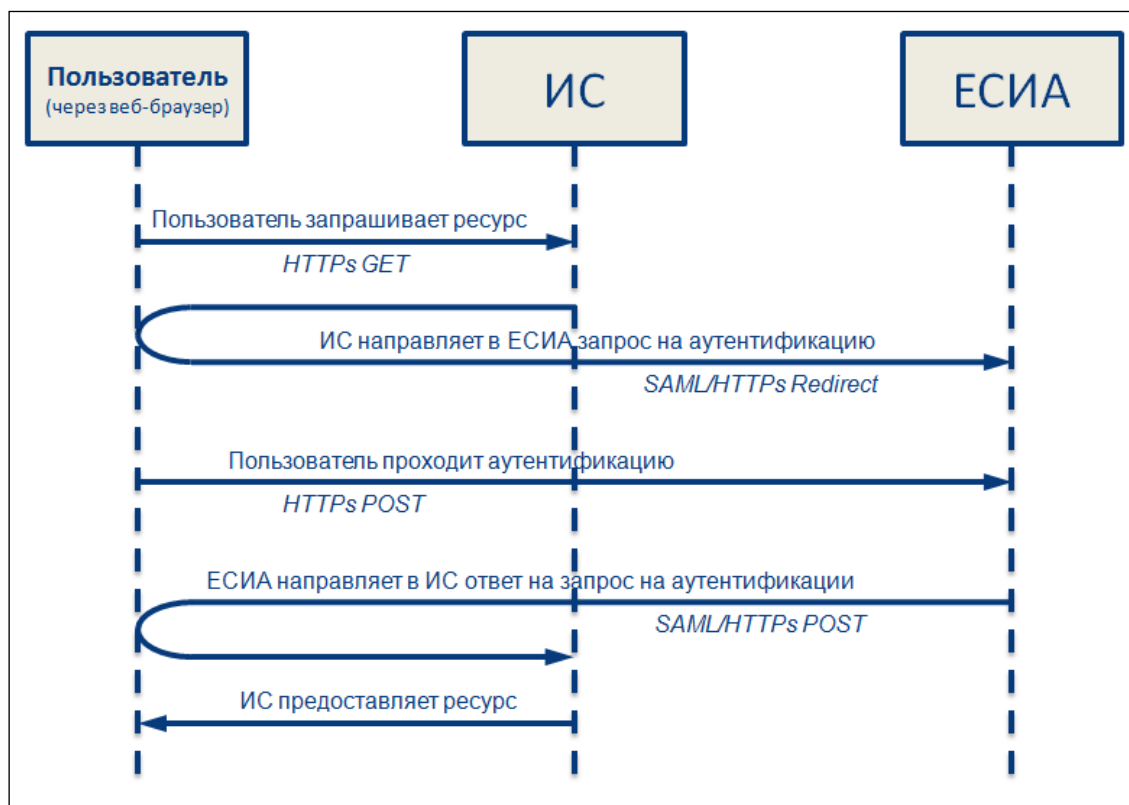 Пользователь
(через веб-браузер)
ИС
ЕСИА
Пользователь запрашивает ресурс
HTTPs GET
ИС направляет в ЕСИА запрос на аутентификацию
SAML/HTTPs Redirect
Пользователь проходит аутентификацию
HTTPs POST
ЕСИА направляет в ИС ответ на запрос на аутентификации
SAML/HTTPs POST
ИС предоставляет ресурс